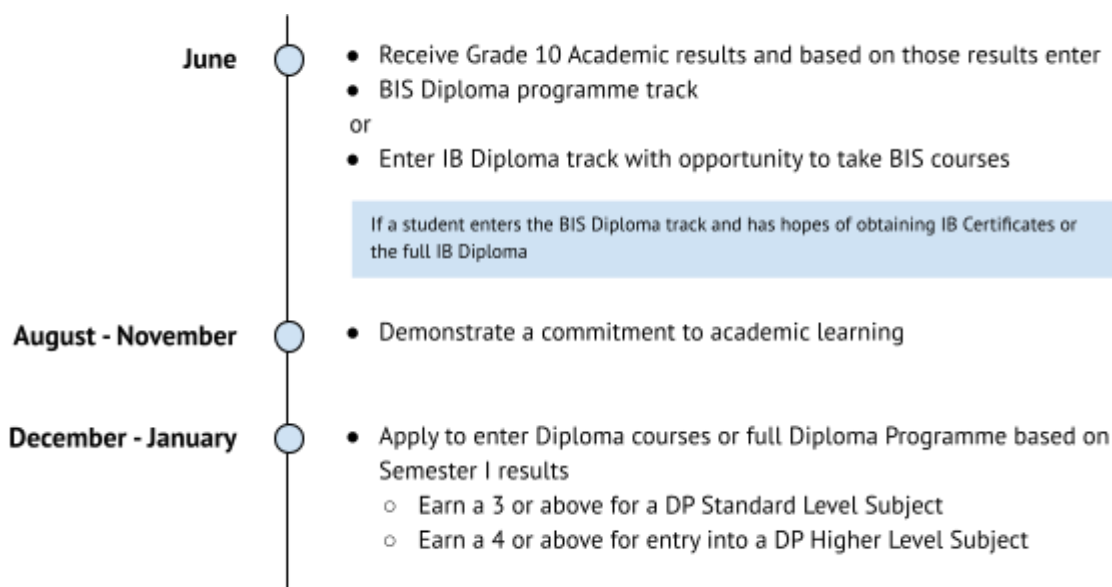 June
● Receive Grade 10 Academic results and based on those results enter
● BIS Diploma programme track
or
● Enter IB Diploma track with opportunity to take BIS courses
If a student enters the BIS Diploma track and has hopes of obtaining IB Certificates or
the full IB Diploma
August - November
● Demonstrate a commitment to academic learning
December - January
● Apply to enter Diploma courses or full Diploma Programme based on
Semester I results
○ Earn a 3 or above for a DP Standard Level Subject
○ Earn a 4 or above for entry into a DP Higher Level Subject